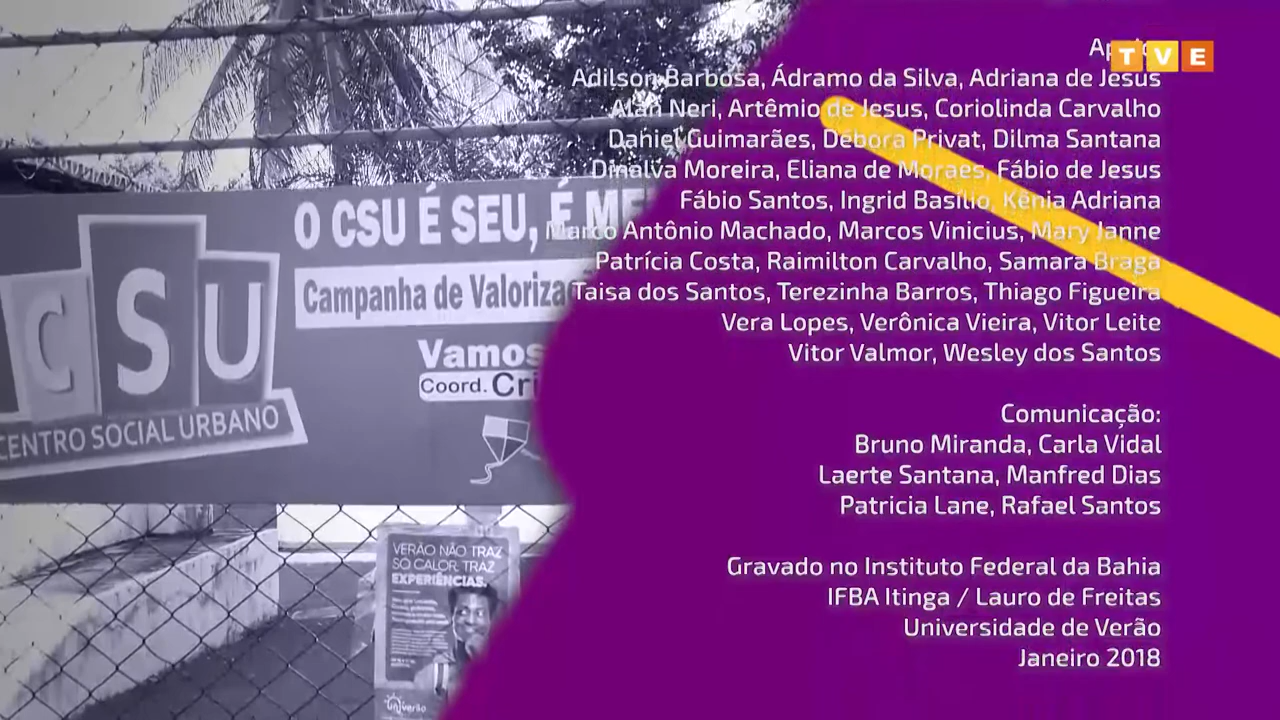 TVE
Adilson Barbosa, Ádramo da Silva, Adriana de Jesus
Alan Neri, Artêmio de Jesus, Coriolinda Carvalho
Daniel Guimarães, Débora Privat, Dilma Santana
Dinalva Moreira, Eliana de Moraes, Fábio de Jesus
Fábio Santos, Ingrid Basílio, Kênia Adriana
Marco Antônio Machado, Marcos Vinicius, Mary Janne
Patrícia Costa, Raimilton Carvalho, Samara Braga
Taisa dos Santos, Terezinha Barros, Thiago Figueira
Vera Lopes, Verônica Vieira, Vitor Leite
Vitor Valmor, Wesley dos Santos
Comunicação:
Bruno Miranda, Carla Vidal
Laerte Santana, Manfred Dias
Patricia Lane, Rafael Santos
Gravado no Instituto Federal da Bahia
IFBA Itinga / Lauro de Freitas
Universidade de Verão
Janeiro 2018
O CSU É SEU, É
Campanha de
Vamos
Coord.
CSU
CENTRO SOCIAL URBANO
VERÃO NÃO TRAZ
SÓ CALOR, TRAZ
EXPERIÊNCIAS.
universão